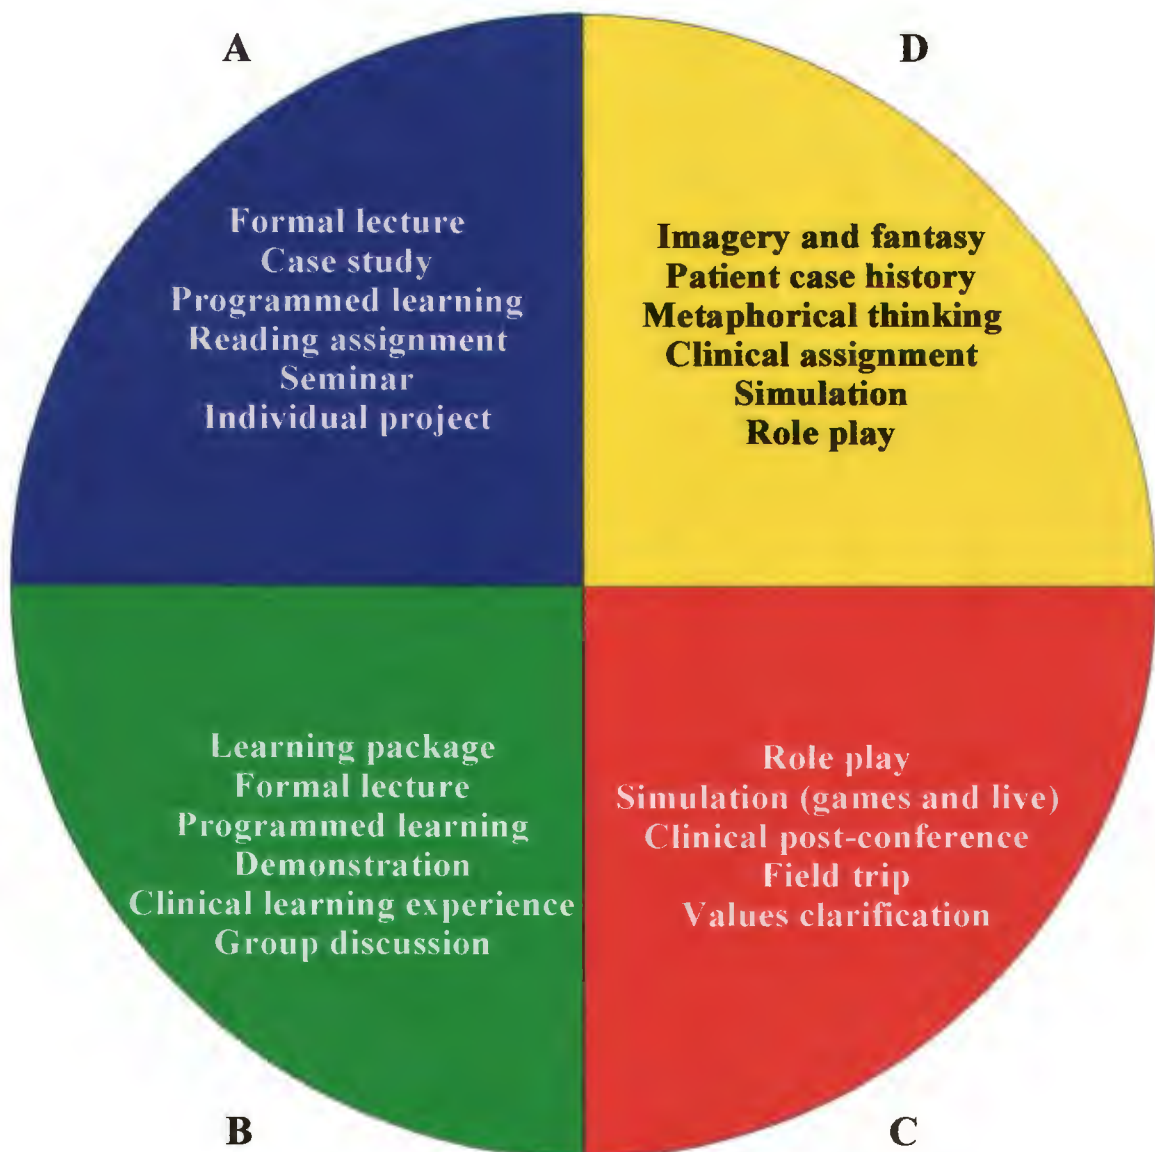 A
Formal lecture
Case study
Programmed learning
Reading assignment
Seminar
Individual project
D
Imagery and fantasy
Patient case history
Metaphorical thinking
Clinical assignment
Simulation
Role play
Learning package
Formal lecture
Programmed learning
Demonstration
Clinical learning experience
Group discussion
B
Role play
Simulation (games and live)
Clinical post-conference
Field trip
Values clarification
C